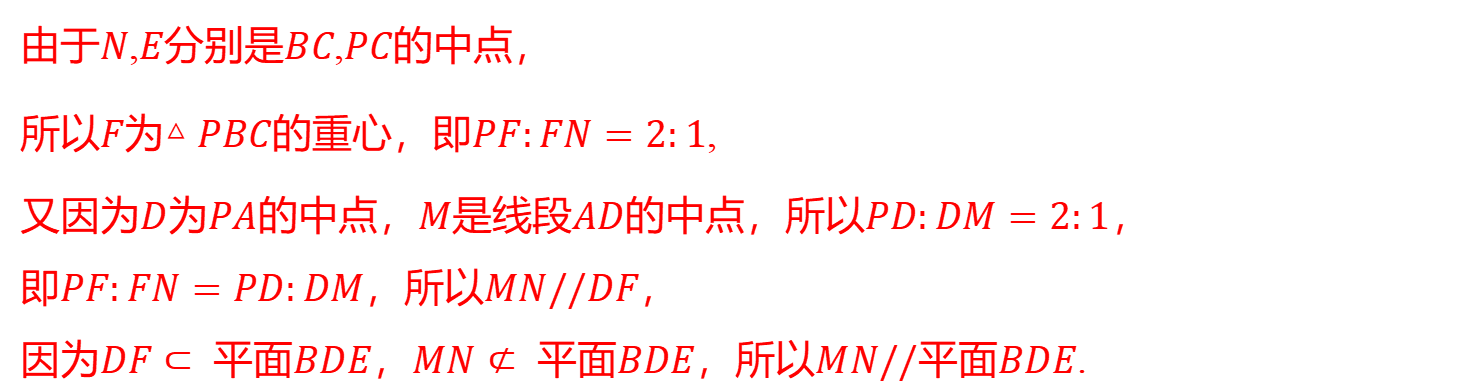 由于N,E分别是BC,PC的中点，
所以F为△ PBC的重心，即PF: FN = 2: 1,
又因为D为PA的中点，M是线段AD的中点，所以PD: DM = 2: 1，
即PF: FN = PD: DM，所以MN//DF，
因为DF ⊂ 平面BDE，MN ⊄ 平面BDE，所以MN//平面BDE.